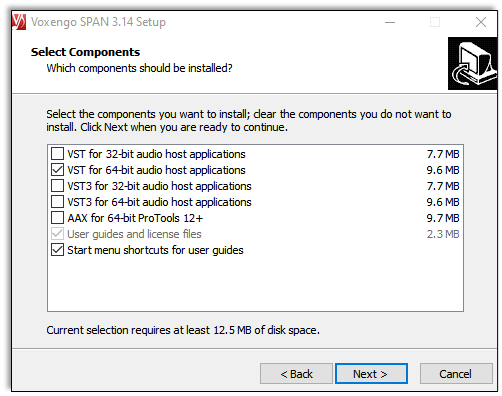 Voxengo SPAN 3.14 Setup
Select Components
Which components should be installed?
Select the components you want to install; clear the components you do not want to
install. Click Next when you are ready to continue.
VST for 32-bit audio host applications 7.7 MB
VST for 64-bit audio host applications 9.6 MB
VST3 for 32-bit audio host applications 7.7 MB
VST3 for 64-bit audio host applications 9.6 MB
AAX for 64-bit ProTools 12+ 9.7 MB
User guides and license files 2.3 MB
Start menu shortcuts for user guides
Current selection requires at least 12.5 MB of disk space.
< Back Next > Cancel